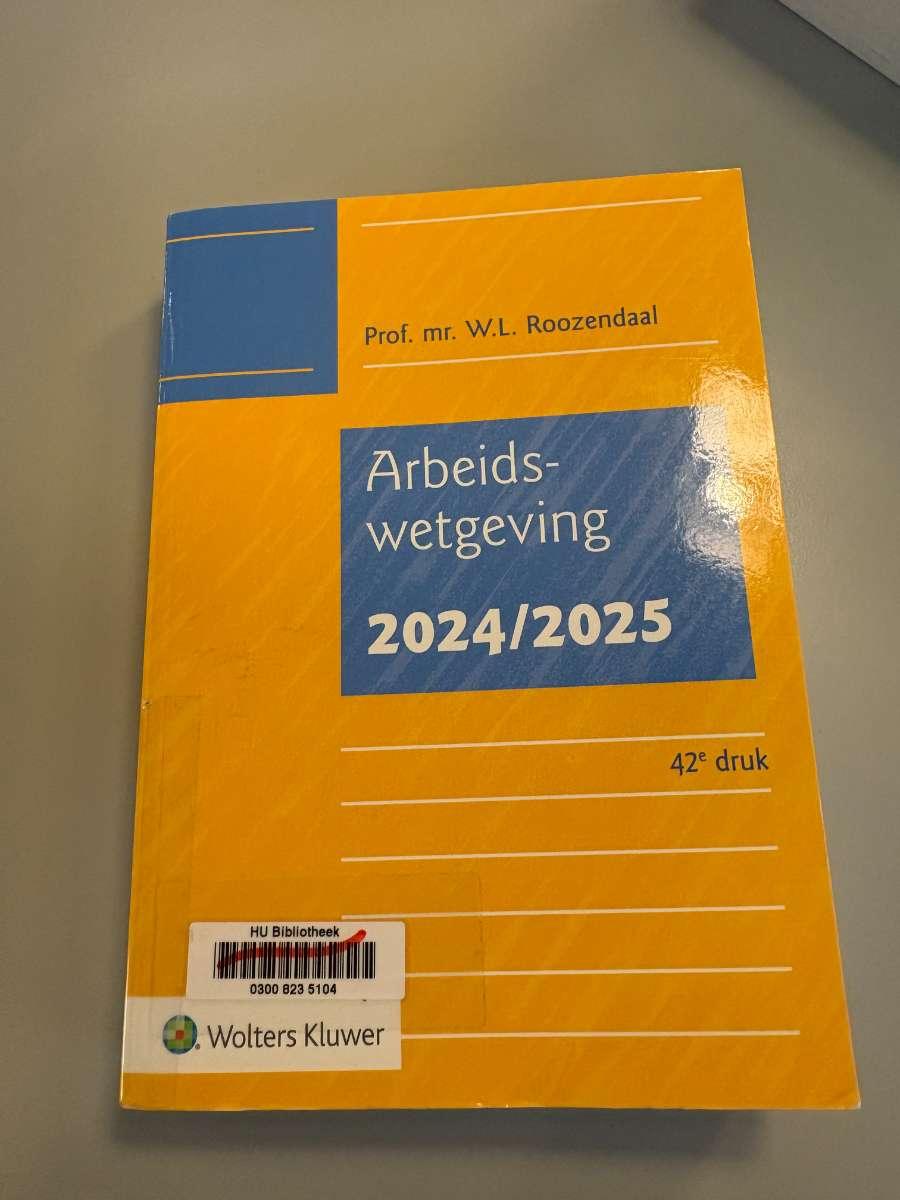 Prof. mr. W.L. Roozendaal
Arbeids-
wetgeving
2024/2025
42e druk
HU Bibliotheek
0300 823 5104
Wolters Kluwer